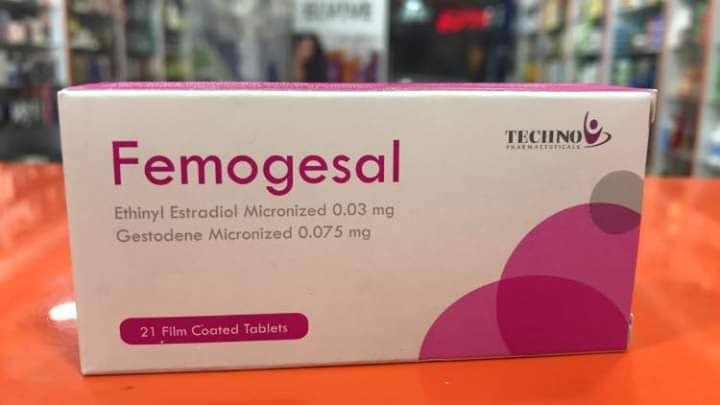 Femogesal
TECHNO
PHARMACEUTICALS
Ethinyl Estradiol Micronized 0.03 mg
Gestodene Micronized 0.075 mg
21 Film Coated Tablets